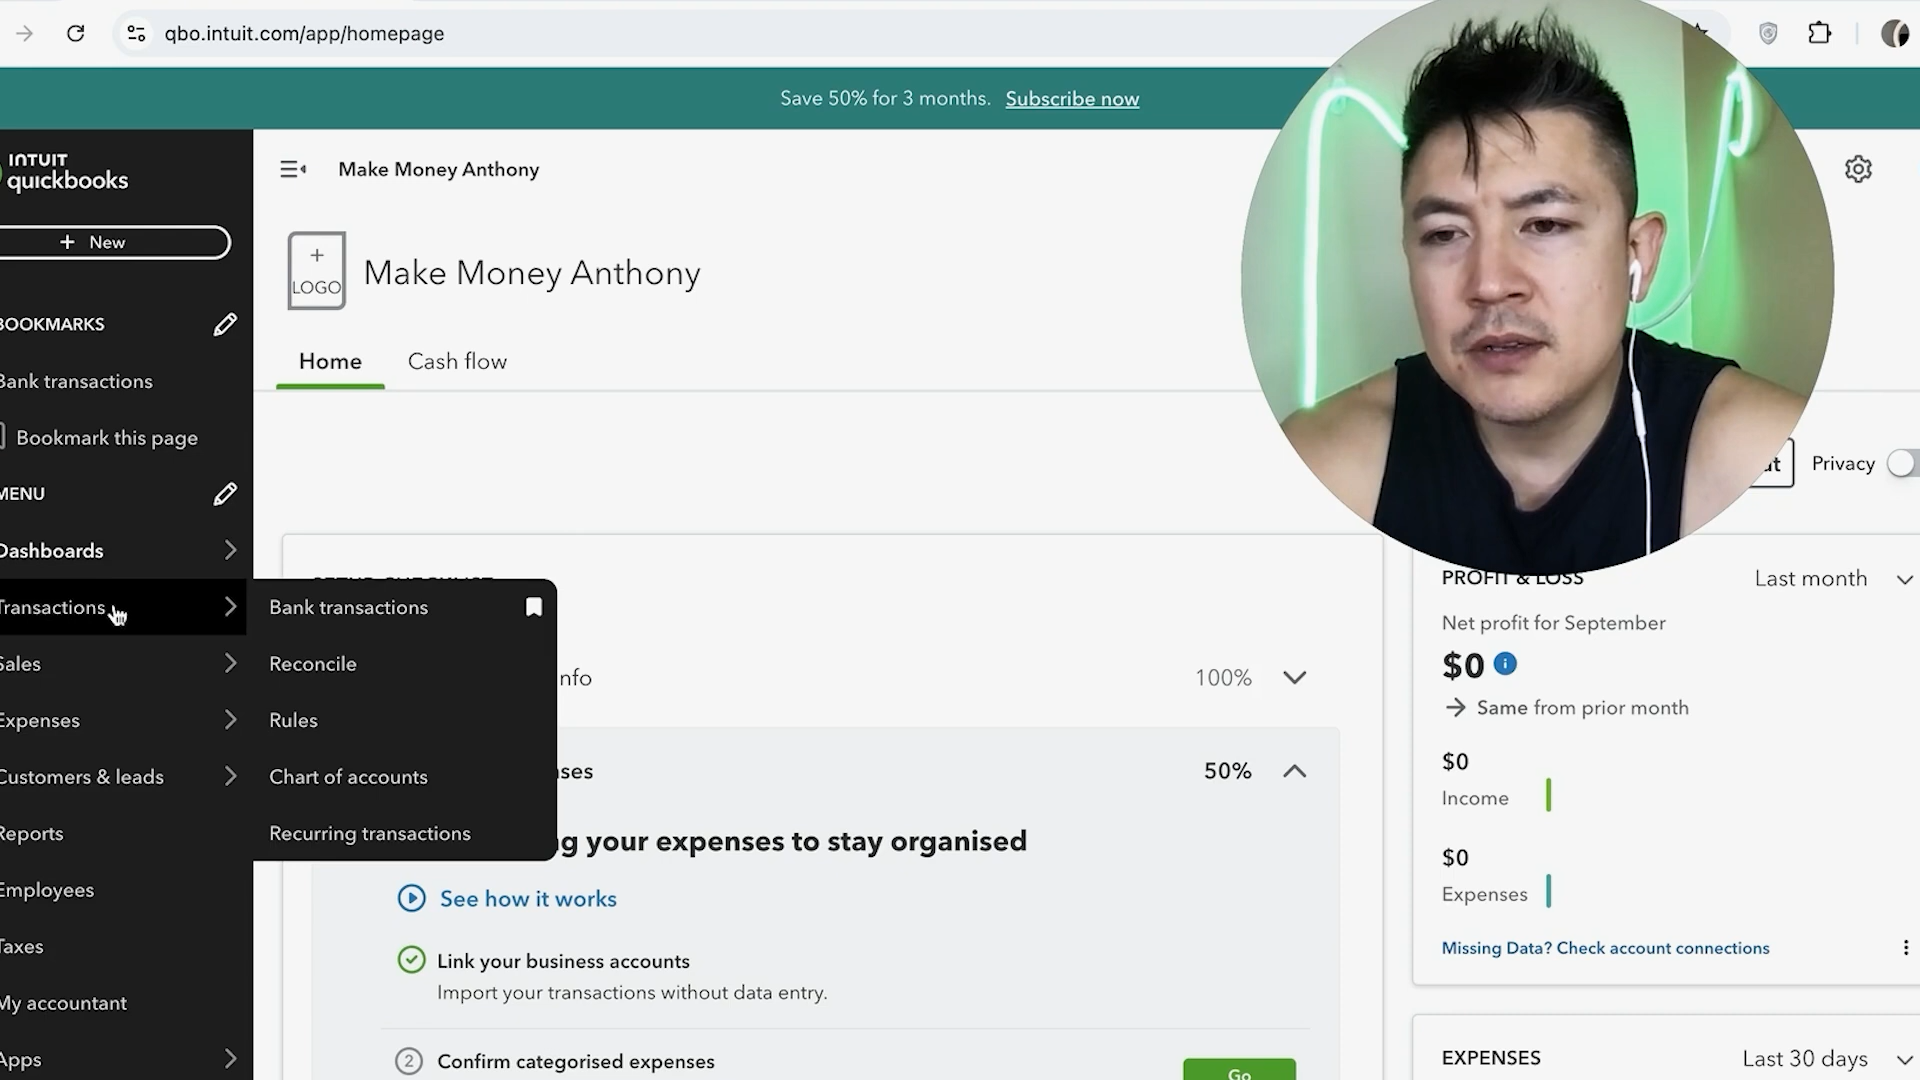 qbo.intuit.com/app/homepage
Save 50% for 3 months. Subscribe now
INTUIT
quickbooks
Make Money Anthony
+ New
+
LOGO
Make Money Anthony
BOOKMARKS
Home
Cash flow
Bank transactions
Bookmark this page
Privacy
MENU
Dashboards
Transactions
Bank transactions
Sales
Reconcile
Expenses
Rules
Customers & leads
Chart of accounts
Reports
Recurring transactions
Employees
Taxes
My accountant
Apps
100%
50%
your expenses to stay organised
See how it works
Link your business accounts
Import your transactions without data entry.
2
Confirm categorised expenses
Go
PROFIT & LOSS
Last month
Net profit for September
$0
Same from prior month
$0
Income
$0
Expenses
Missing Data? Check account connections
EXPENSES
Last 30 days